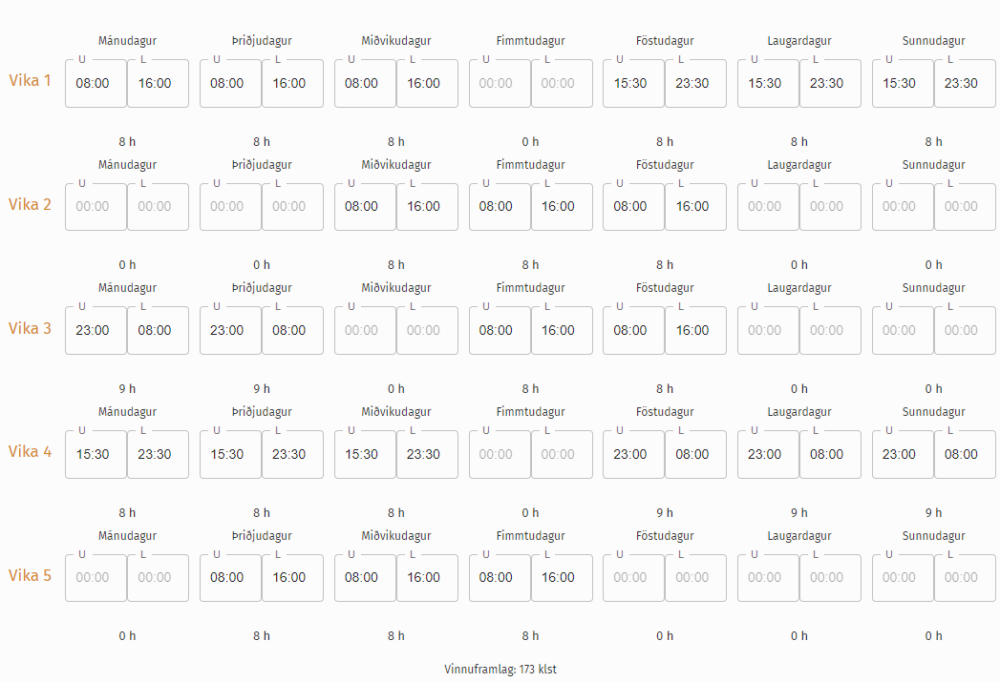 Mánudagur Þriðjudagur Miðvikudagur Fimmtudagur Föstudagur Laugardagur Sunnudagur
U L U L U L U L U L U L U L
Vika 1 08:00 16:00 08:00 16:00 08:00 16:00 00:00 00:00 15:30 23:30 15:30 23:30 15:30 23:30
8 h 8 h 8 h 0 h 8 h 8 h 8 h
Mánudagur Þriðjudagur Miðvikudagur Fimmtudagur Föstudagur Laugardagur Sunnudagur
U L U L U L U L U L U L U L
Vika 2 00:00 00:00 00:00 00:00 08:00 16:00 08:00 16:00 08:00 16:00 00:00 00:00 00:00 00:00
0 h 0 h 8 h 8 h 8 h 0 h 0 h
Mánudagur Þriðjudagur Miðvikudagur Fimmtudagur Föstudagur Laugardagur Sunnudagur
U L U L U L U L U L U L U L
Vika 3 23:00 08:00 23:00 08:00 00:00 00:00 08:00 16:00 08:00 16:00 00:00 00:00 00:00 00:00
9 h 9 h 0 h 8 h 8 h 0 h 0 h
Mánudagur Þriðjudagur Miðvikudagur Fimmtudagur Föstudagur Laugardagur Sunnudagur
U L U L U L U L U L U L U L
Vika 4 15:30 23:30 15:30 23:30 15:30 23:30 00:00 00:00 23:00 08:00 23:00 08:00 23:00 08:00
8 h 8 h 8 h 0 h 9 h 9 h 9 h
Mánudagur Þriðjudagur Miðvikudagur Fimmtudagur Föstudagur Laugardagur Sunnudagur
U L U L U L U L U L U L U L
Vika 5 00:00 00:00 08:00 16:00 08:00 16:00 08:00 16:00 00:00 00:00 00:00 00:00 00:00 00:00
0 h 8 h 8 h 8 h 0 h 0 h 0 h
Vinnuframlag: 173 klst